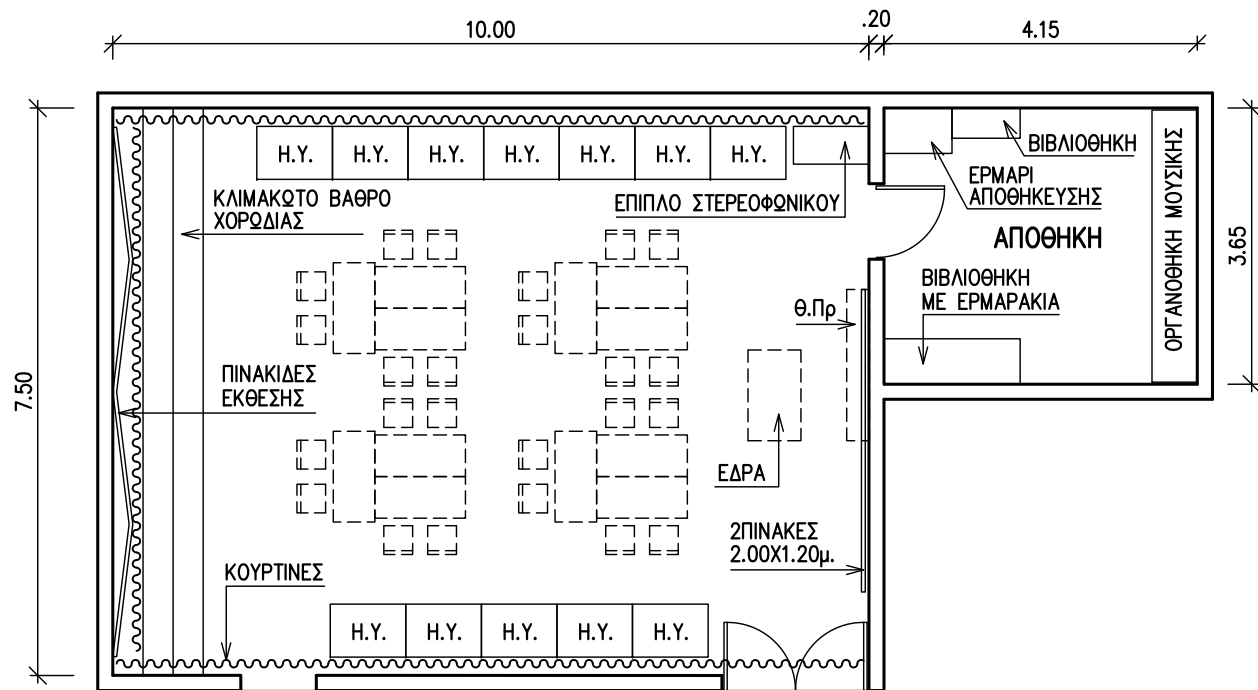 10.00
.20
4.15
Η.Υ.
Η.Υ.
Η.Υ.
Η.Υ.
Η.Υ.
Η.Υ.
Η.Υ.
ΒΙΒΛΙΟΘΗΚΗ
ΕΡΜΑΡΙ
ΑΠΟΘΗΚΕΥΣΗΣ
ΟΡΓΑΝΟΘΗΚΗ ΜΟΥΣΙΚΗΣ
ΚΛΙΜΑΚΩΤΟ ΒΑΘΡΟ
ΧΟΡΩΔΙΑΣ
ΕΠΙΠΛΟ ΣΤΕΡΕΟΦΩΝΙΚΟΥ
ΑΠΟΘΗΚΗ
3.65
ΒΙΒΛΙΟΘΗΚΗ
ΜΕ ΕΡΜΑΡΑΚΙΑ
Θ.Πρ
7.50
ΠΙΝΑΚΙΔΕΣ
ΕΚΘΕΣΗΣ
ΕΔΡΑ
2ΠΙΝΑΚΕΣ
2.00Χ1.20μ.
ΚΟΥΡΤΙΝΕΣ
Η.Υ.
Η.Υ.
Η.Υ.
Η.Υ.
Η.Υ.